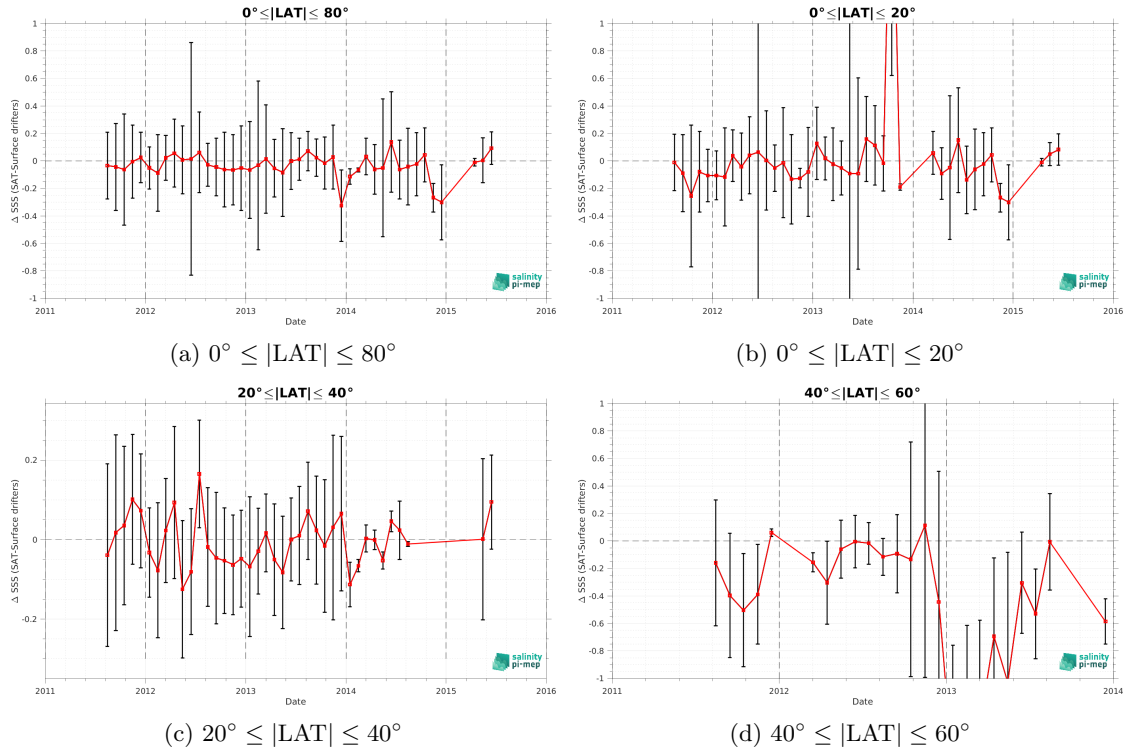 0°≤|LAT|≤ 80°
Δ SSS (SAT-Surface drifters)
1
0.8
0.6
0.4
0.2
0
-0.2
-0.4
-0.6
-0.8
-1
2011 2012 2013 2014 2015 2016
Date
salinity
pi-mep
(a) 0° ≤ |LAT| ≤ 80°
0°≤|LAT|≤ 20°
Δ SSS (SAT-Surface drifters)
1
0.8
0.6
0.4
0.2
0
-0.2
-0.4
-0.6
-0.8
-1
2012 2013 2014 2015 2016
Date
salinity
pi-mep
(b) 0° ≤ |LAT| ≤ 20°
20°≤|LAT|≤ 40°
Δ SSS (SAT-Surface drifters)
0.2
0
-0.2
2011 2012 2013 2014 2015 2016
Date
salinity
pi-mep
(c) 20° ≤ |LAT| ≤ 40°
40°≤|LAT|≤ 60°
Δ SSS (SAT-Surface drifters)
1
0.8
0.6
0.4
0.2
0
-0.2
-0.4
-0.6
-0.8
-1
2011 2012 2013 2014
Date
salinity
pi-mep
(d) 40° ≤ |LAT| ≤ 60°